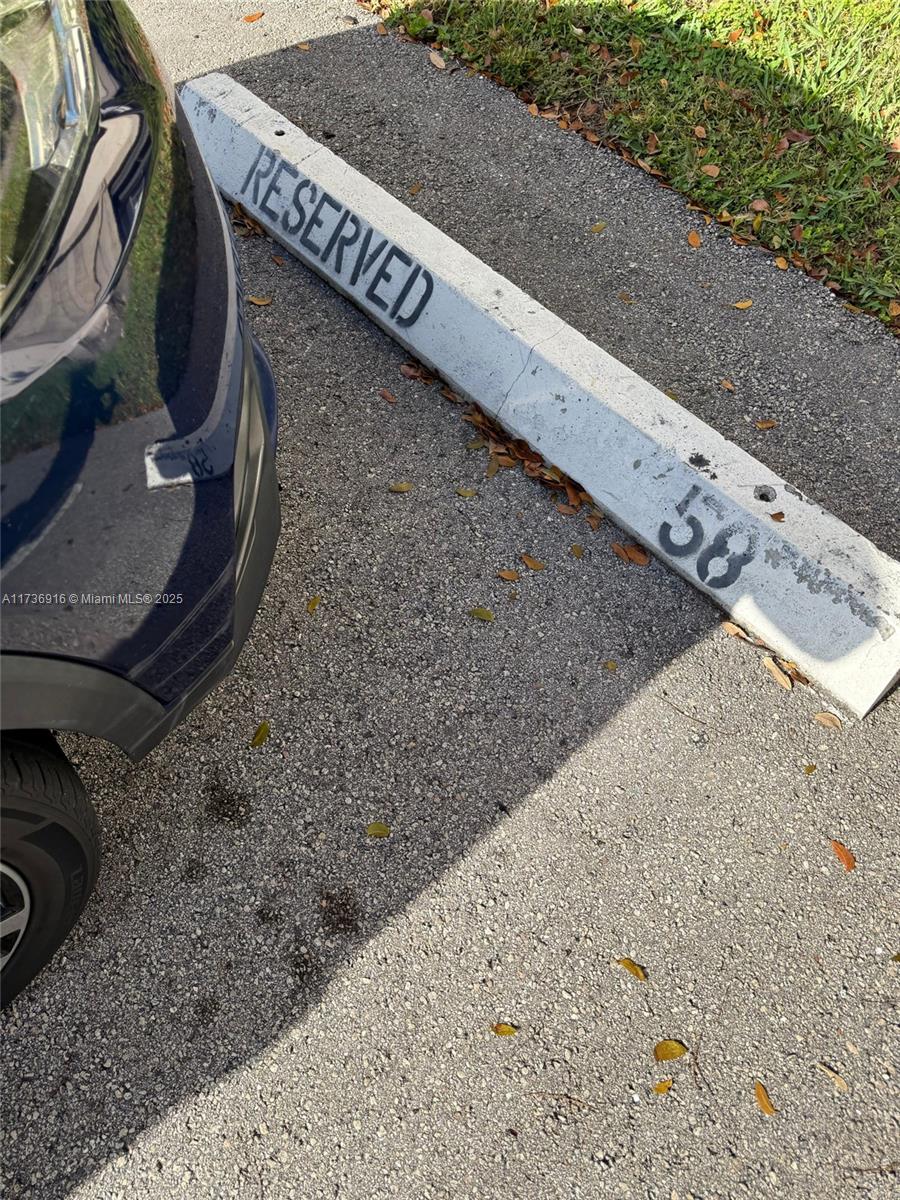 RESERVED
58
A11736916 © Miami MLS® 2025